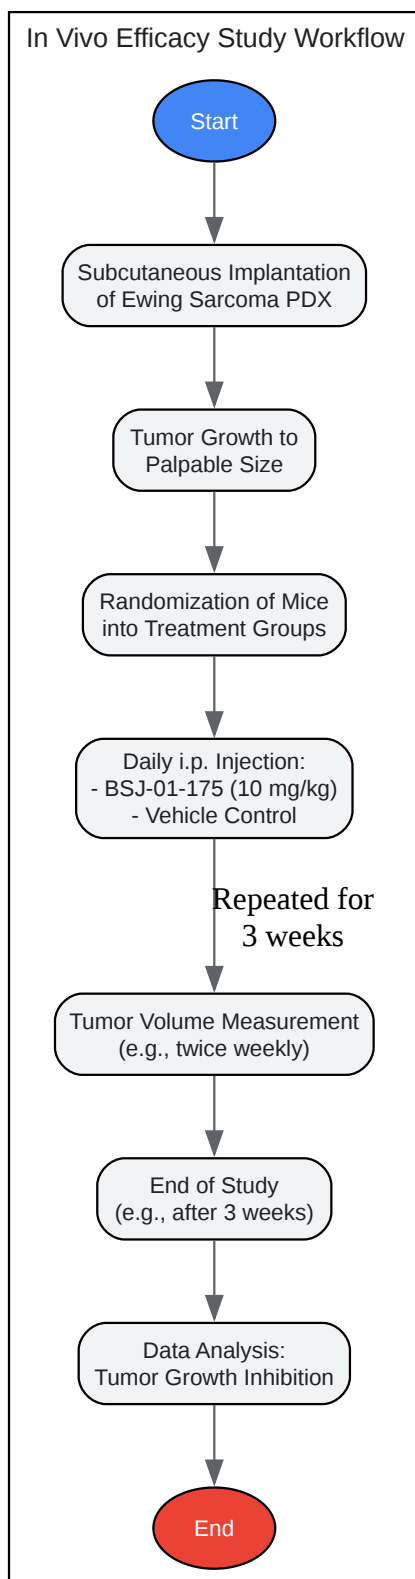 In Vivo Efficacy Study Workflow
Start
Subcutaneous Implantation
of Ewing Sarcoma PDX
Tumor Growth to
Palpable Size
Randomization of Mice
into Treatment Groups
Daily i.p. Injection:
- BSJ-01-175 (10 mg/kg)
- Vehicle Control
Repeated for
3 weeks
Tumor Volume Measurement
(e.g., twice weekly)
End of Study
(e.g., after 3 weeks)
Data Analysis:
Tumor Growth Inhibition
End